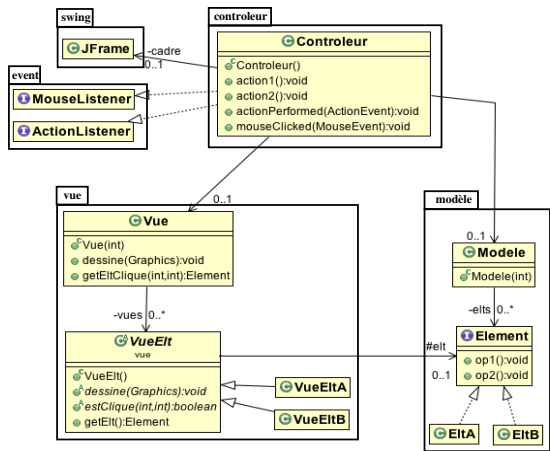 swing
JFrame
-cadre
0..1
event
MouseListener
ActionListener
controleur
Controleur
Controleur()
action1():void
action2():void
actionPerformed(ActionEvent):void
mouseClicked(MouseEvent):void
0..1
0..1
vue
Vue
Vue(int)
dessine(Graphics):void
getEltClique(int,int):Element
-vues 0..*
VueElt
vue
VueElt()
dessine(Graphics):void
estClique(int,int):boolean
getElt():Element
VueEltA
VueEltB
#elt
0..1
modèle
Modele
Modele(int)
-elts 0..*
Element
op1():void
op2():void
EltA
EltB